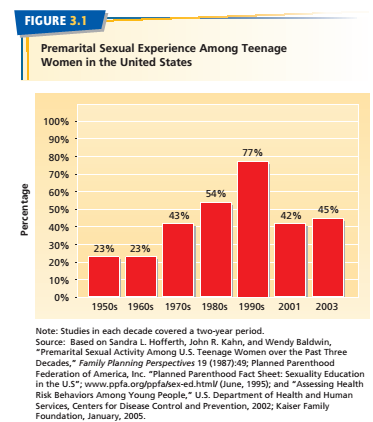 FIGURE 3.1
Premarital Sexual Experience Among Teenage
Women in the United States
Percentage
100%
90%
80%
70%
60%
50%
40%
30%
20%
10%
0%
23%
23%
43%
54%
77%
42%
45%
1950s 1960s 1970s 1980s 1990s 2001 2003
Note: Studies in each decade covered a two-year period.
Source: Based on Sandra L. Hofferth, John R. Kahn, and Wendy Baldwin,
"Premarital Sexual Activity Among U.S. Teenage Women over the Past Three
Decades," Family Planning Perspectives 19 (1987):49; Planned Parenthood
Federation of America, Inc. "Planned Parenthood Fact Sheet: Sexuality Education
in the U.S"; www.ppfa.org/ppfa/sex-ed.html/ (June, 1995); and "Assessing Health
Risk Behaviors Among Young People," U.S. Department of Health and Human
Services, Centers for Disease Control and Prevention, 2002; Kaiser Family
Foundation, January, 2005.